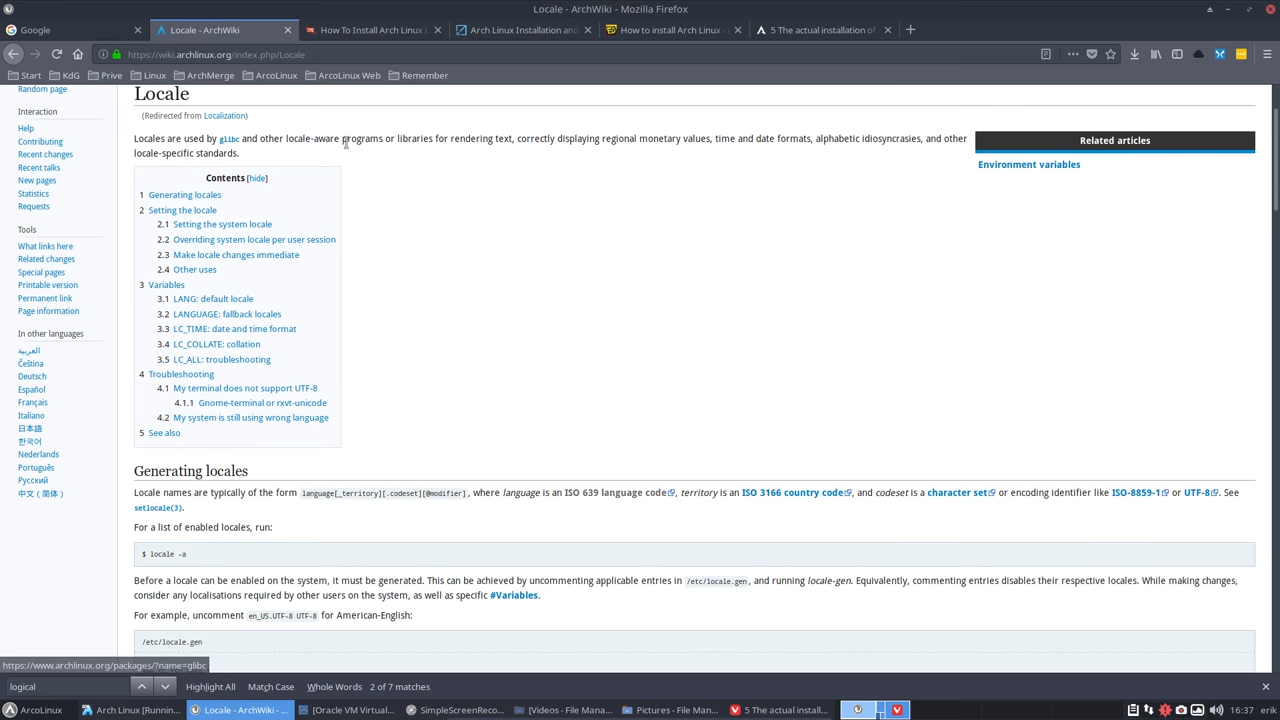 Locale - ArchWiki - Mozilla Firefox
Google
Locale - ArchWiki
How To Install Arch Linux L
Arch Linux Installation and
How to install Arch Linux -
5 The actual installation of
https://wiki.archlinux.org/index.php/Locale
Start
KdG
Prive
Linux
ArchMerge
ArcoLinux
ArcoLinux Web
Remember
Random page
Interaction
Help
Contributing
Recent changes
Recent talks
New pages
Statistics
Requests
Tools
What links here
Related changes
Special pages
Printable version
Permanent link
Page information
In other languages
العربية
Čeština
Deutsch
Español
Français
Italiano
日本語
한국어
Nederlands
Português
Русский
中文（简体）
Locale
(Redirected from Localization)
Locales are used by glibc and other locale-aware programs or libraries for rendering text, correctly displaying regional monetary values, time and date formats, alphabetic idiosyncrasies, and other
locale-specific standards.
Related articles
Environment variables
Contents [hide]
1 Generating locales
2 Setting the locale
2.1 Setting the system locale
2.2 Overriding system locale per user session
2.3 Make locale changes immediate
2.4 Other uses
3 Variables
3.1 LANG: default locale
3.2 LANGUAGE: fallback locales
3.3 LC_TIME: date and time format
3.4 LC_COLLATE: collation
3.5 LC_ALL: troubleshooting
4 Troubleshooting
4.1 My terminal does not support UTF-8
4.1.1 Gnome-terminal or rxvt-unicode
4.2 My system is still using wrong language
5 See also
Generating locales
Locale names are typically of the form language[_territory][.codeset][@modifier], where language is an ISO 639 language code, territory is an ISO 3166 country code, and codeset is a character set or encoding identifier like ISO-8859-1 or UTF-8. See
setlocale(3).
For a list of enabled locales, run:
$ locale -a
Before a locale can be enabled on the system, it must be generated. This can be achieved by uncommenting applicable entries in /etc/locale.gen, and running locale-gen. Equivalently, commenting entries disables their respective locales. While making changes,
consider any localisations required by other users on the system, as well as specific #Variables.
For example, uncomment en_US.UTF-8 UTF-8 for American-English:
/etc/locale.gen
https://www.archlinux.org/packages/?name=glibc
logical
Highlight All
Match Case
Whole Words
2 of 7 matches
ArcoLinux
Arch Linux [Runnin...
Locale - ArchWiki - ...
[Oracle VM Virtual...
SimpleScreenReco...
[Videos - File Mana...
Pictures - File Man...
5 The actual install...
16:37
erik